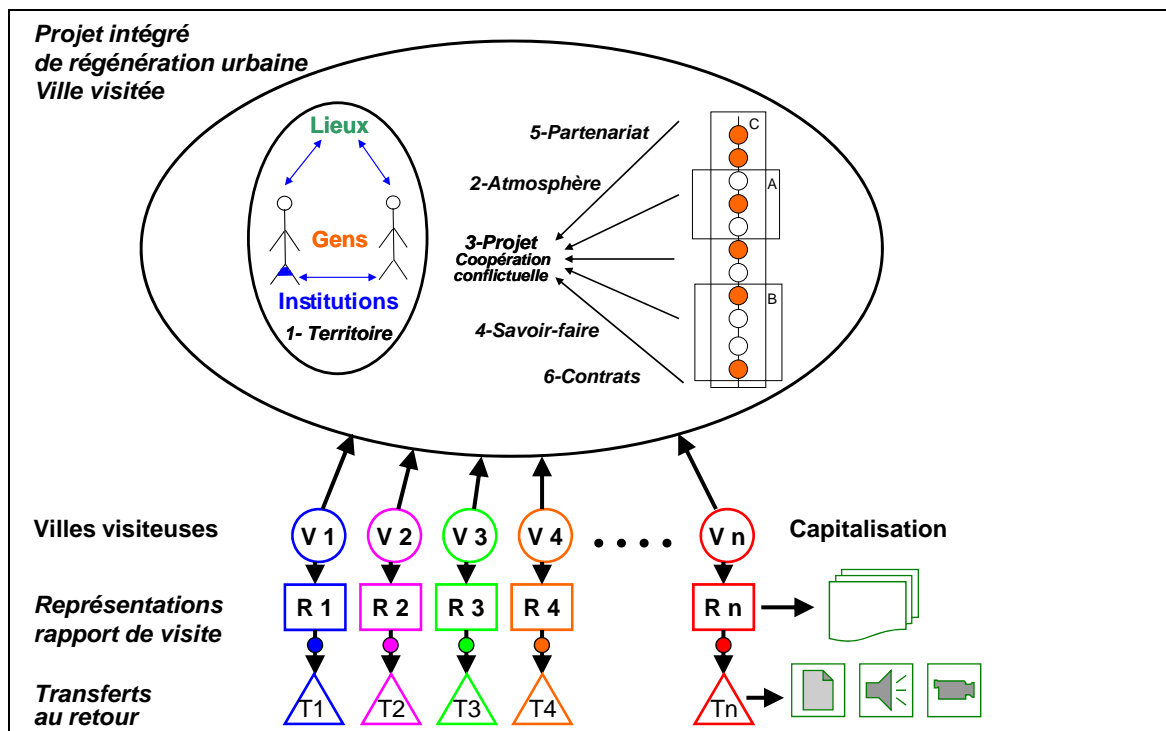 Projet intégré
de régénération urbaine
Ville visitée
Lieux
Gens
Institutions
1- Territoire
5-Partenariat
2-Atmosphère
3-Projet
Coopération
conflictuelle
4-Savoir-faire
6-Contrats
C
A
B
Villes visiteuses
V 1
V 2
V 3
V 4
V n
Capitalisation
Représentations
rapport de visite
R 1
R 2
R 3
R 4
R n
Transferts
au retour
T1
T2
T3
T4
Tn